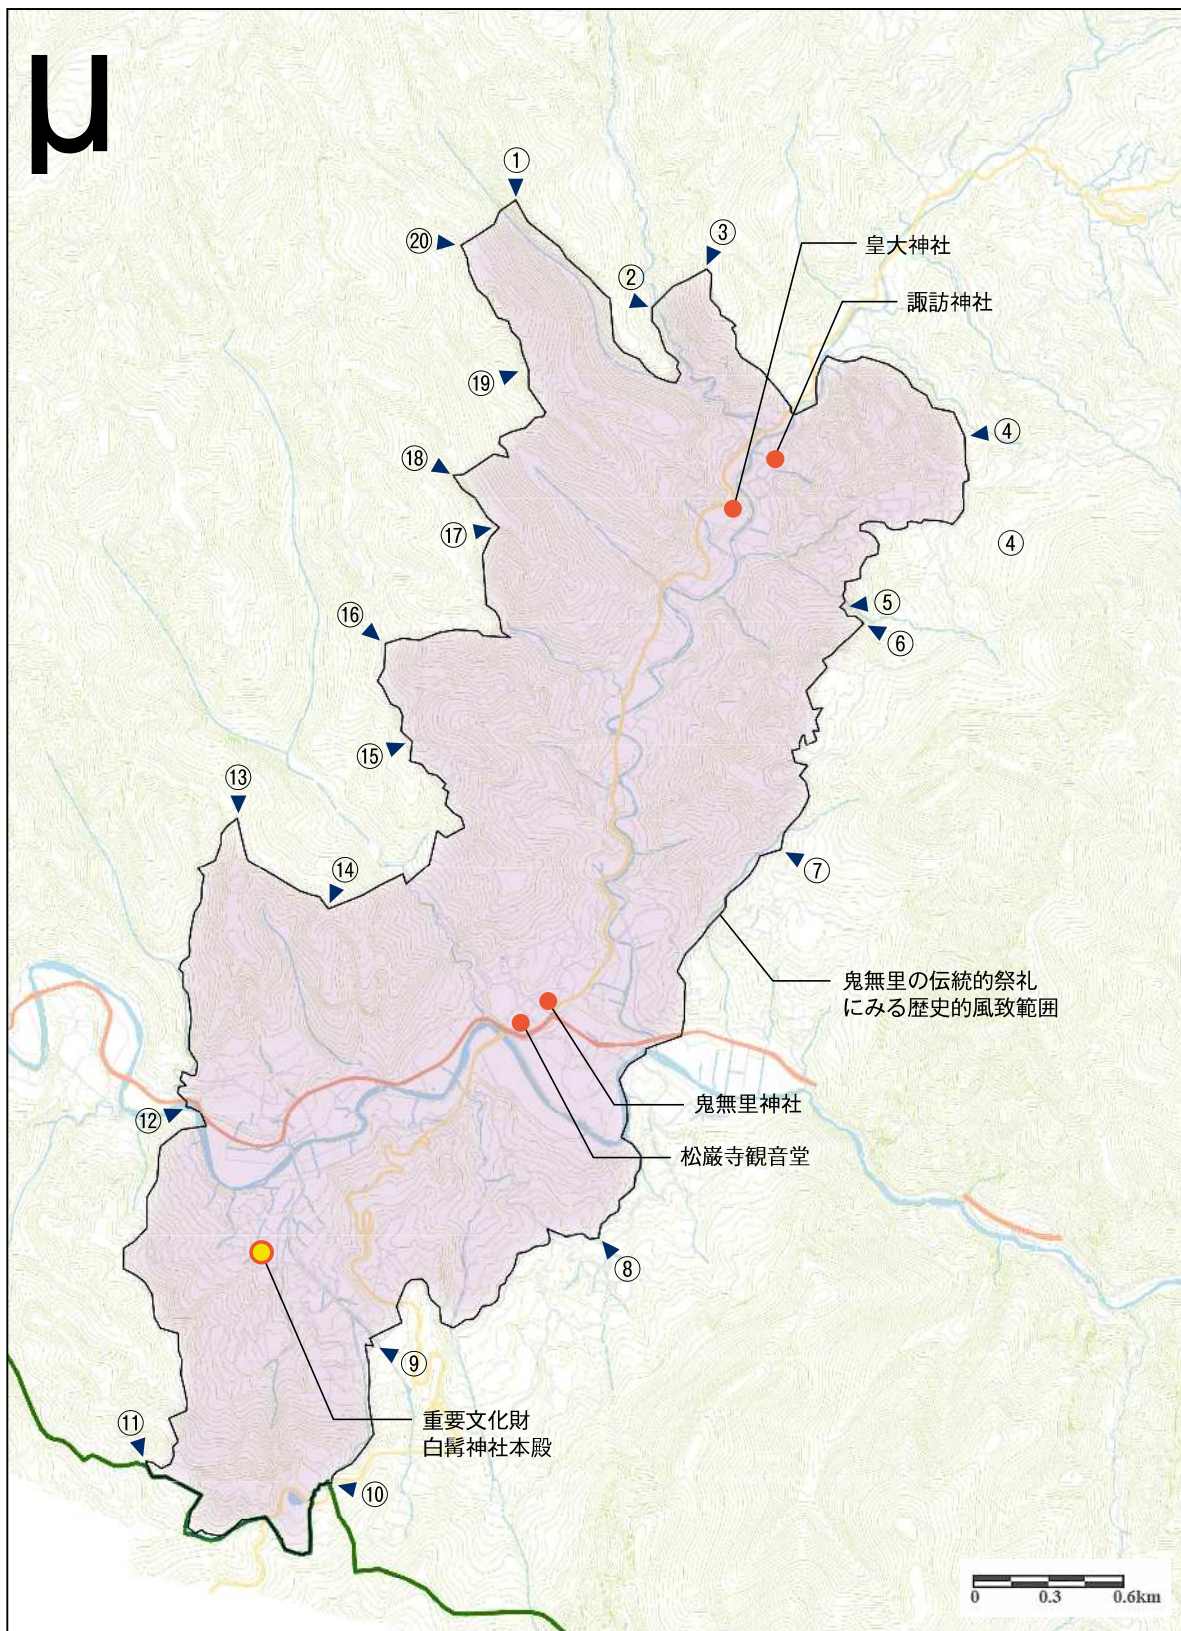 μ
①
⑳
③
皇大神社
②
諏訪神社
⑲
④
⑱
⑰
④
⑤
⑯
⑥
⑮
⑬
⑭
⑦
鬼無里の伝統的祭礼
にみる歴史的風致範囲
鬼無里神社
⑫
松巌寺観音堂
⑧
⑨
重要文化財
白髯神社本殿
⑪
⑩
0 0.3 0.6km